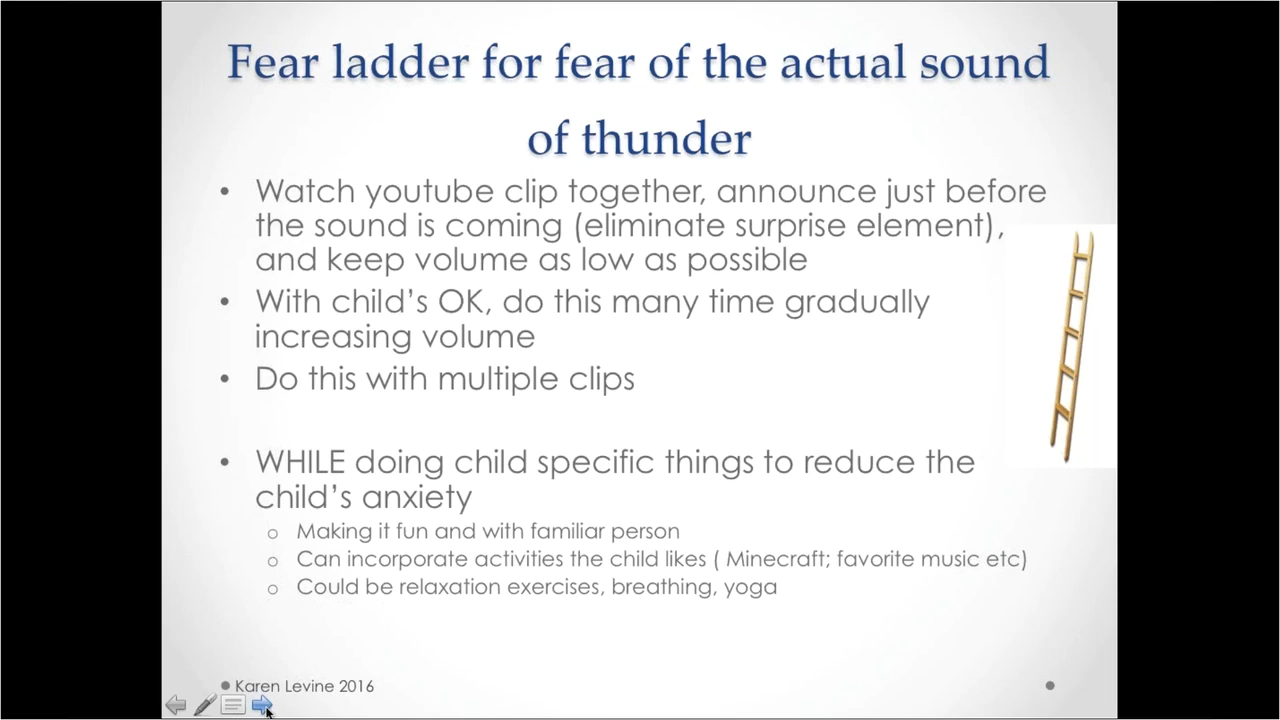 Fear ladder for fear of the actual sound
of thunder
• Watch youtube clip together, announce just before
the sound is coming (eliminate surprise element),
and keep volume as low as possible
• With child’s OK, do this many time gradually
increasing volume
• Do this with multiple clips
• WHILE doing child specific things to reduce the
child’s anxiety
o Making it fun and with familiar person
o Can incorporate activities the child likes ( Minecraft; favorite music etc)
o Could be relaxation exercises, breathing, yoga
Karen Levine 2016